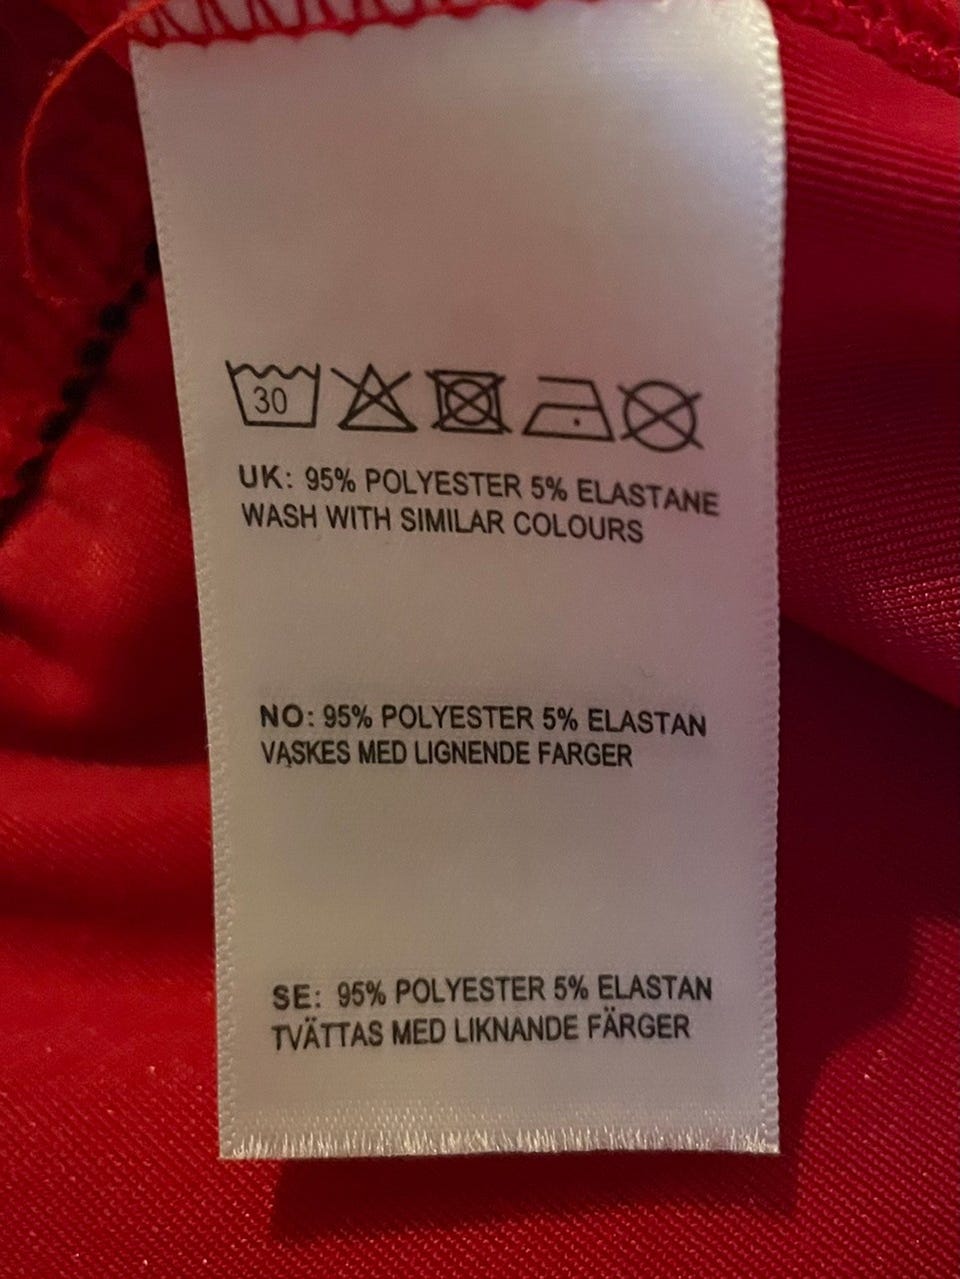 30
UK: 95% POLYESTER 5% ELASTANE
WASH WITH SIMILAR COLOURS
NO: 95% POLYESTER 5% ELASTAN
VASKES MED LIGNENDE FARGER
SE: 95% POLYESTER 5% ELASTAN
TVÄTTAS MED LIKNANDE FÄRGER